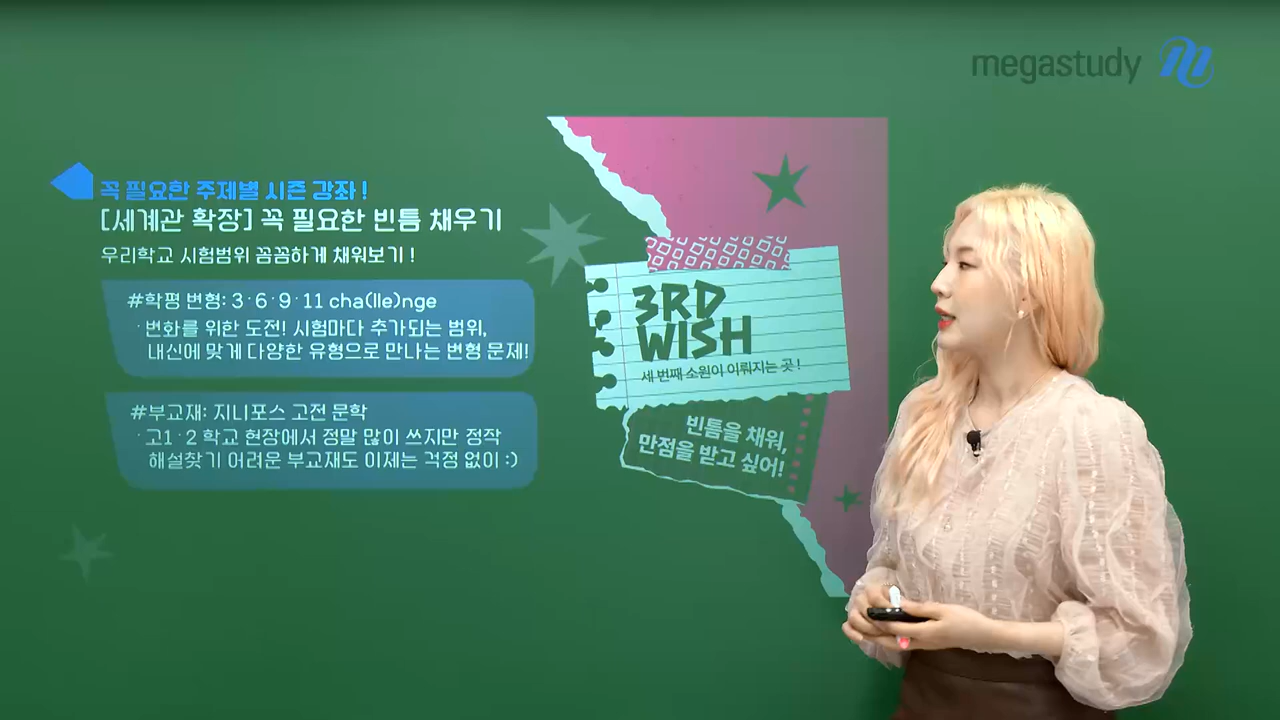 megastudy
꼭 필요한 주제별 시즌 강좌 !
[세계관 확장] 꼭 필요한 빈틈 채우기
우리학교 시험범위 꼼꼼하게 채워보기 !
#학평 변형: 3·6·9·11 cha(lle)nge
·변화를 위한 도전! 시험마다 추가되는 범위,
내신에 맞게 다양한 유형으로 만나는 변형 문제!
#부교재: 지니포스 고전 문학
·고1·2 학교 현장에서 정말 많이 쓰지만 정작
해설찾기 어려운 부교재도 이제는 걱정 없이 :)
3RD
WISH
세 번째 소원이 이뤄지는 곳 !
빈틈을 채워,
만점을 받고 싶어!